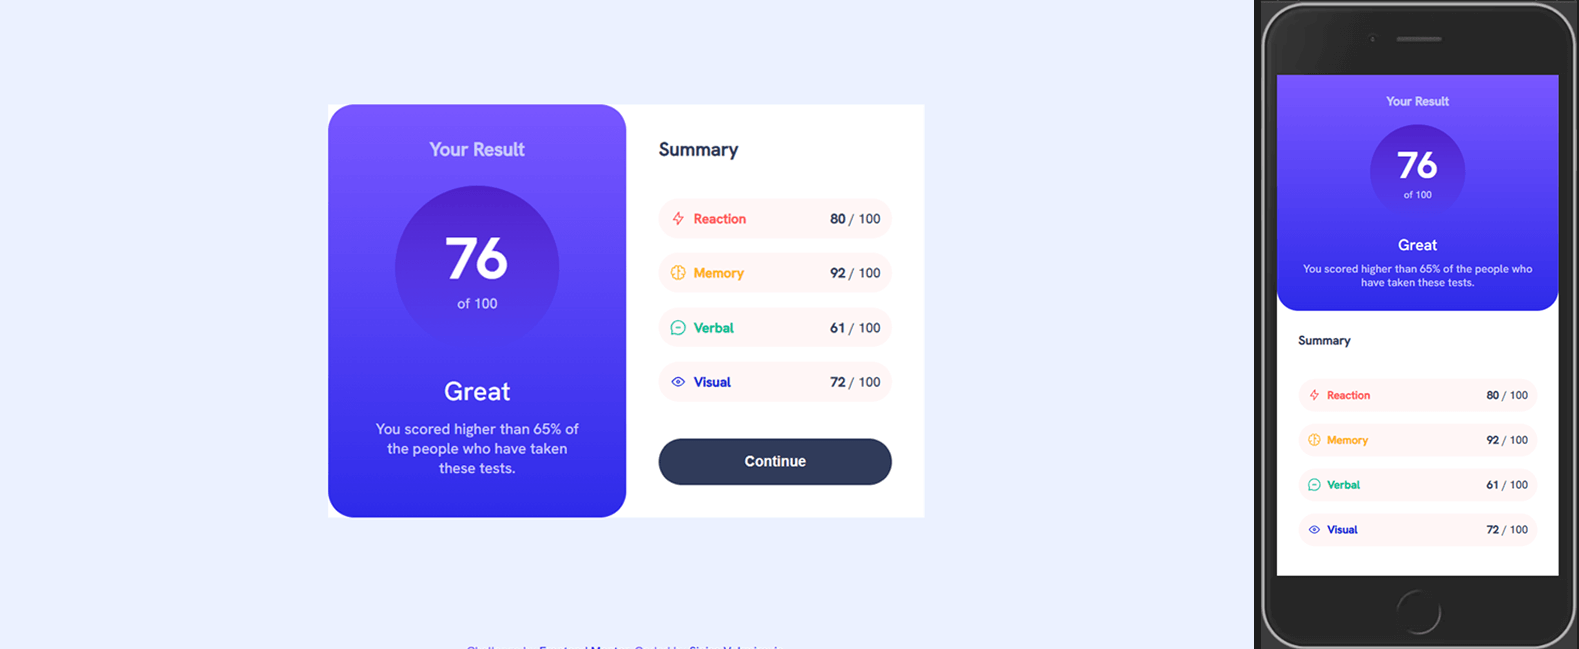 Your Result
76
of 100
Great
You scored higher than 65% of
the people who have taken
these tests.
Summary
Reaction 80 / 100
Memory 92 / 100
Verbal 61 / 100
Visual 72 / 100
Continue
Your Result
76
of 100
Great
You scored higher than 65% of the people who
have taken these tests.
Summary
Reaction 80 / 100
Memory 92 / 100
Verbal 61 / 100
Visual 72 / 100